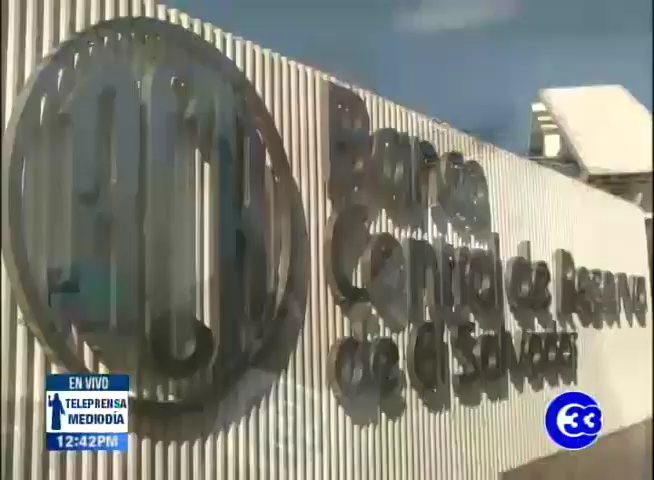 Banco
Central de Reserva
de El Salvador
EN VIVO
TELEPRENSA
MEDIODÍA
12:42PM
33